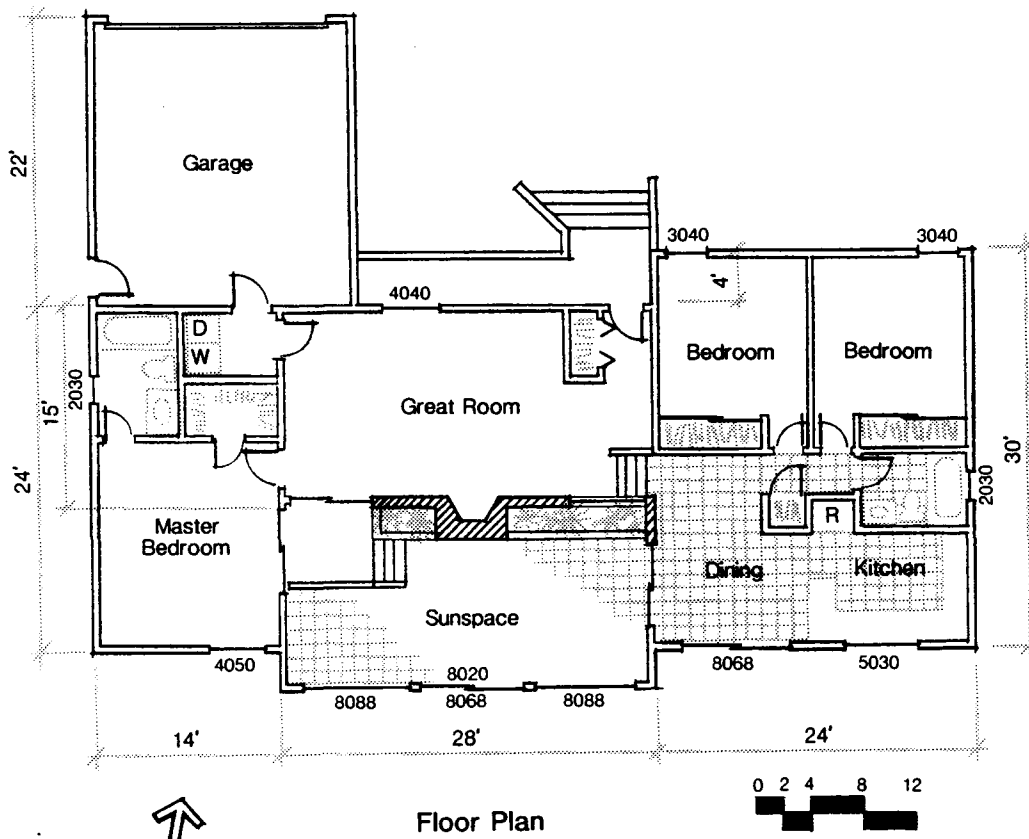 22'
Garage
3040
3040
4'
4040
D
W
Bedroom
Bedroom
2030
15'
Great Room
24'
30'
2030
Master
Bedroom
R
Dining
Kitchen
Sunspace
4050
8020
8068
5030
8088
8068
8088
14'
28'
24'
0 2 4 8 12
Floor Plan